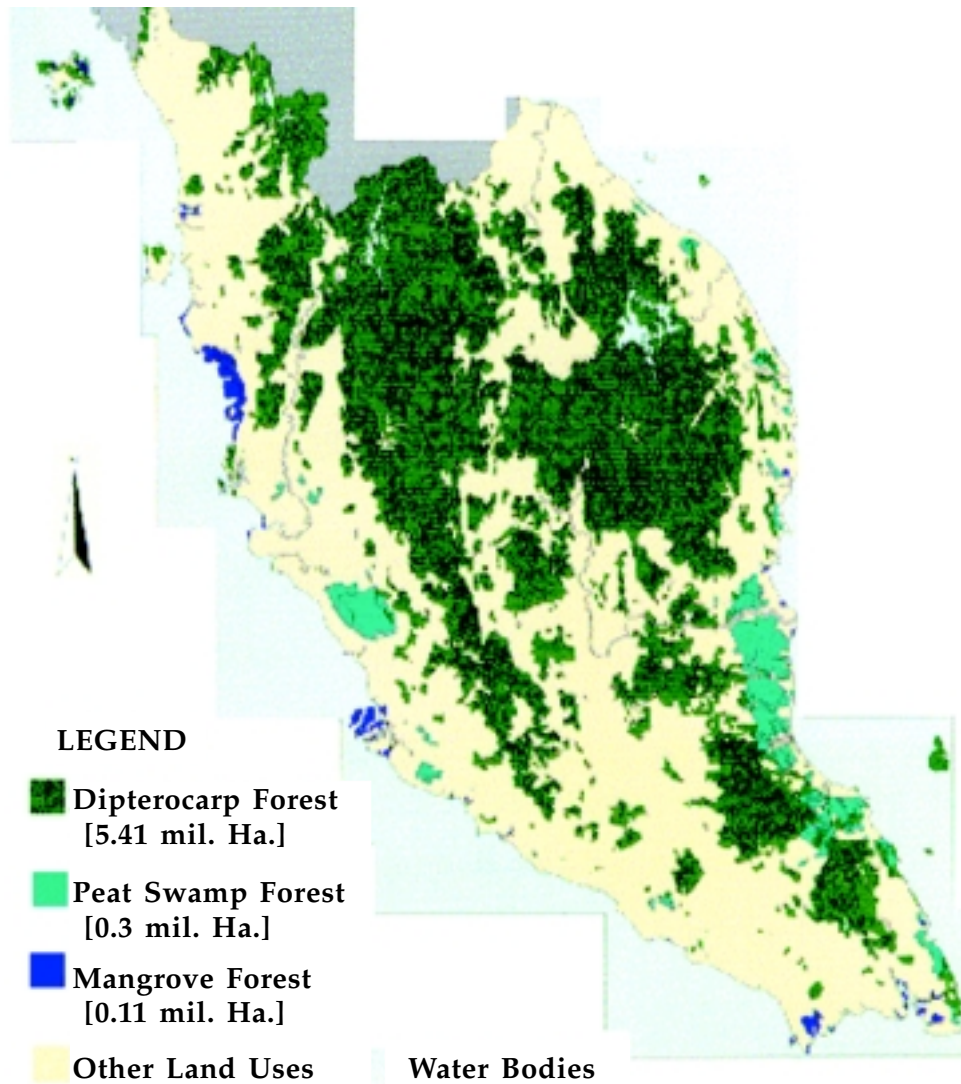 LEGEND
Dipterocarp Forest
[5.41 mil. Ha.]
Peat Swamp Forest
[0.3 mil. Ha.]
Mangrove Forest
[0.11 mil. Ha.]
Other Land Uses
Water Bodies